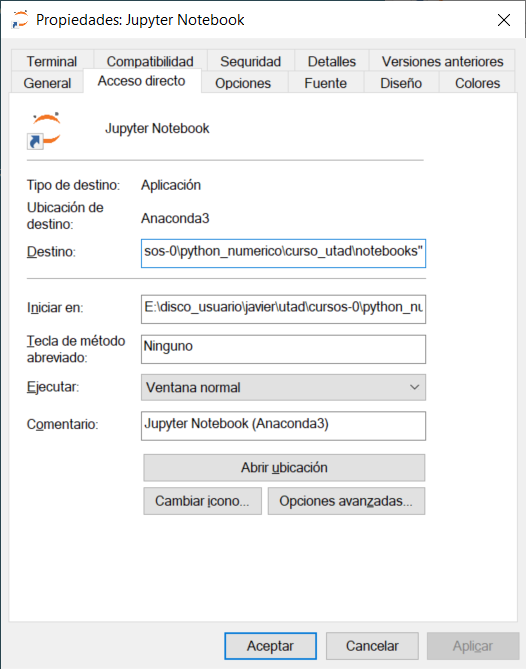 Propiedades: Jupyter Notebook
Terminal Compatibilidad Seguridad Detalles Versiones anteriores
General Acceso directo Opciones Fuente Diseño Colores
Jupyter Notebook
Tipo de destino: Aplicación
Ubicación de destino: Anaconda3
Destino: sos-0\python_numerico\curso_utad\notebooks"
Iniciar en: E:\disco_usuario\javier\utad\cursos-0\python_nu
Tecla de método abreviado: Ninguno
Ejecutar: Ventana normal
Comentario: Jupyter Notebook (Anaconda3)
Abrir ubicación
Cambiar icono... Opciones avanzadas...
Aceptar Cancelar Aplicar